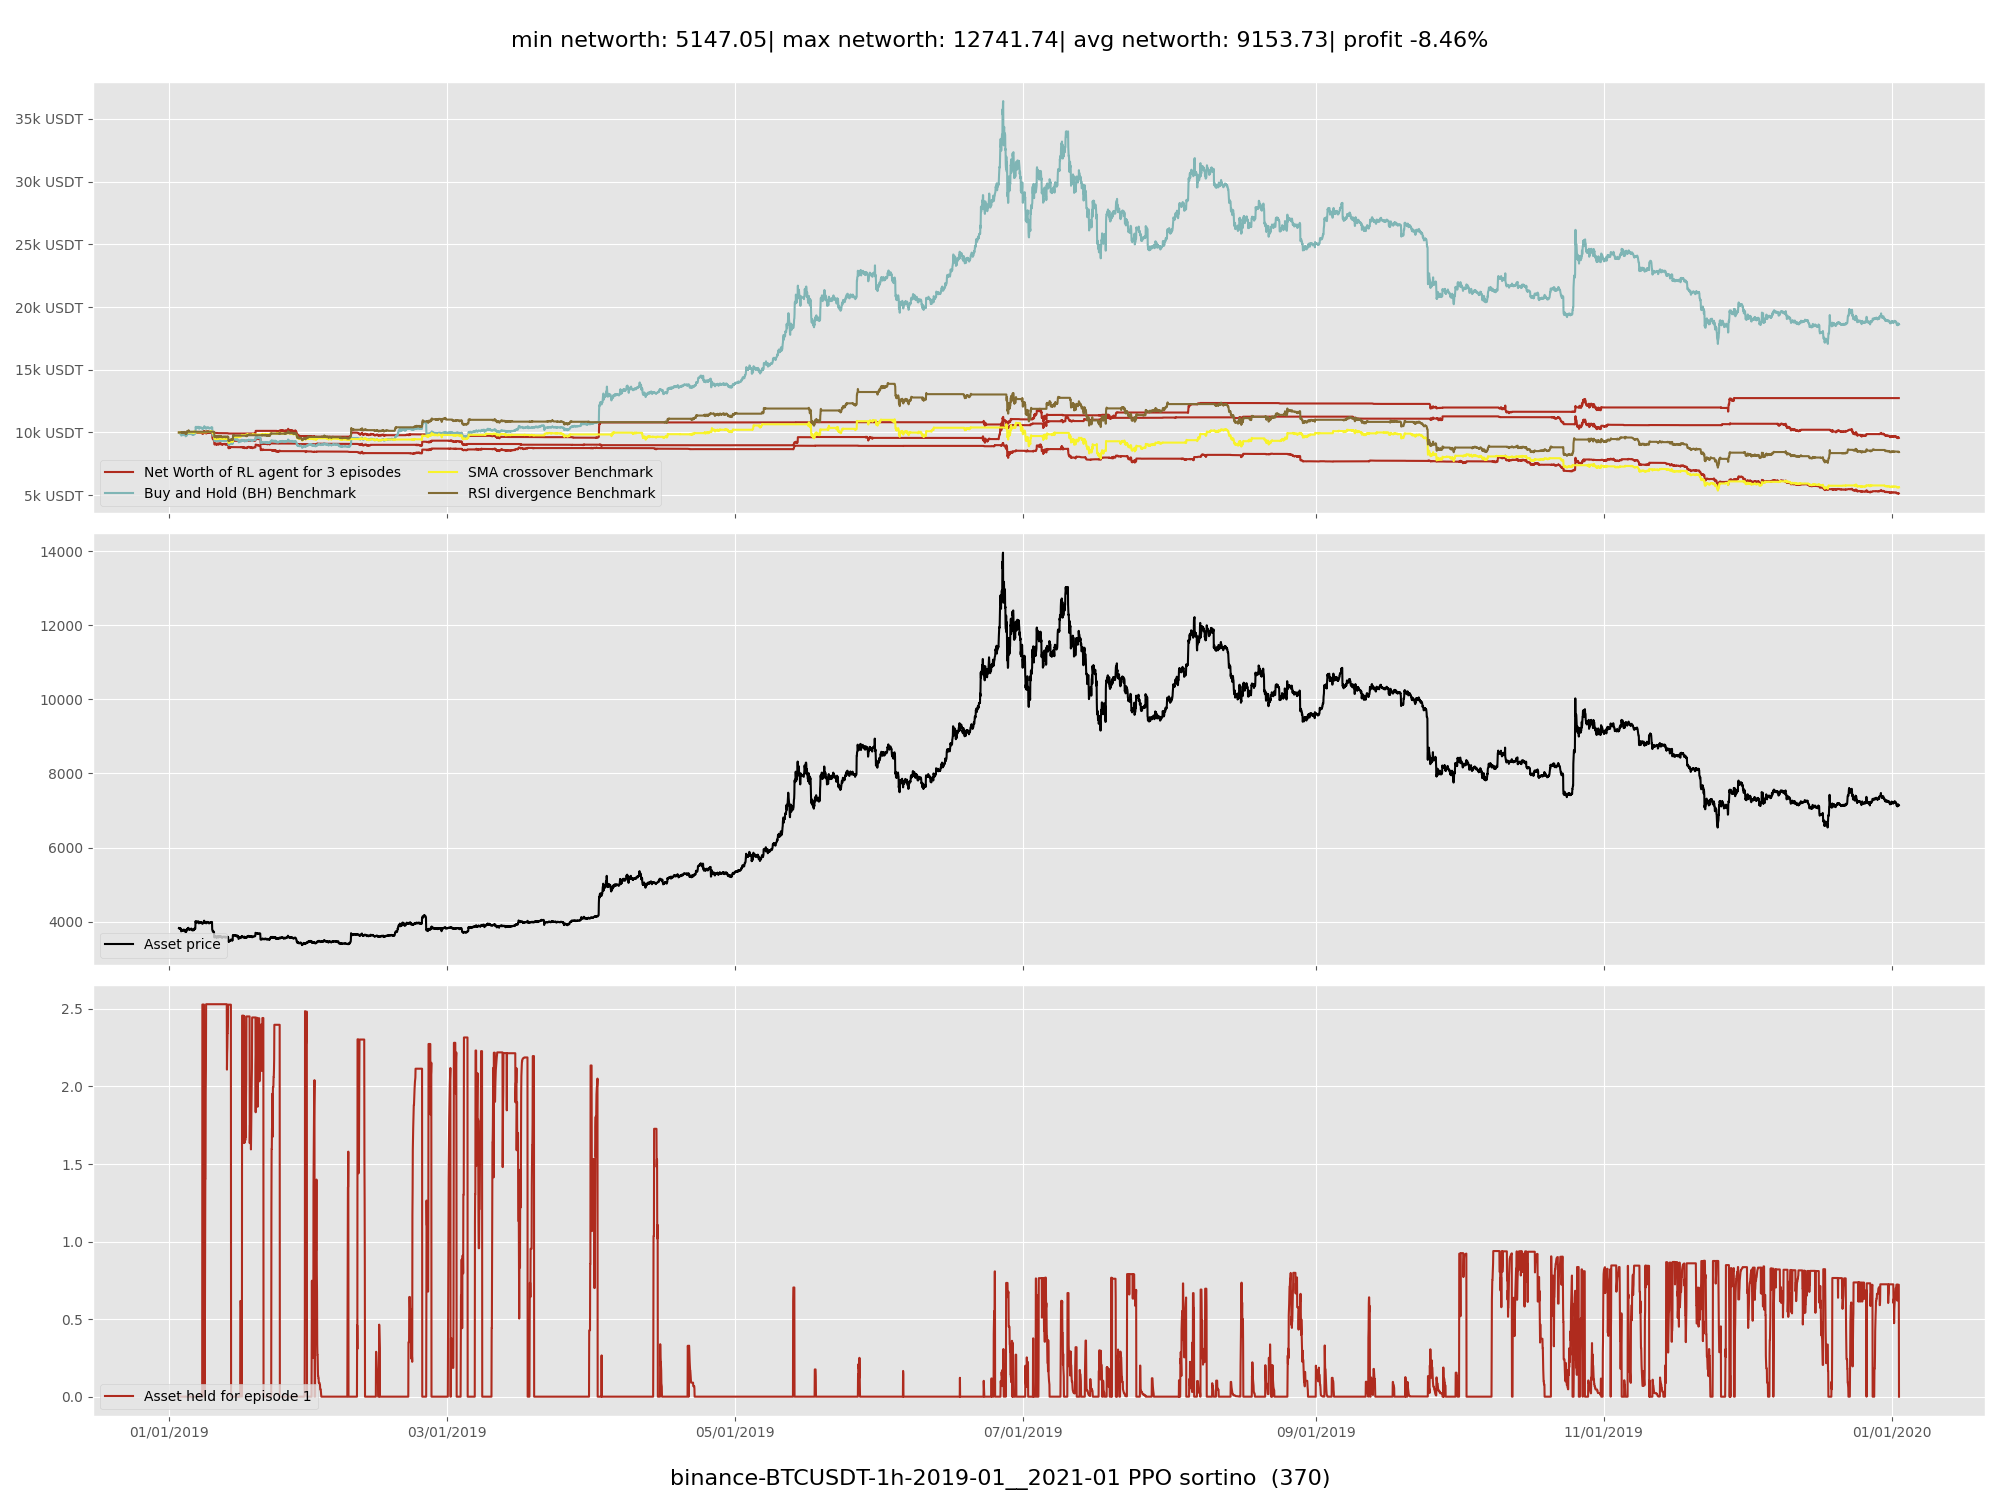 min networth: 5147.05| max networth: 12741.74| avg networth: 9153.73| profit -8.46%
35k USDT
30k USDT
25k USDT
20k USDT
15k USDT
10k USDT
5k USDT
Net Worth of RL agent for 3 episodes
Buy and Hold (BH) Benchmark
SMA crossover Benchmark
RSI divergence Benchmark
14000
12000
10000
8000
6000
4000
Asset price
2.5
2.0
1.5
1.0
0.5
0.0
Asset held for episode 1
01/01/2019 03/01/2019 05/01/2019 07/01/2019 09/01/2019 11/01/2019 01/01/2020
binance-BTCUSDT-1h-2019-01__2021-01 PPO sortino (370)